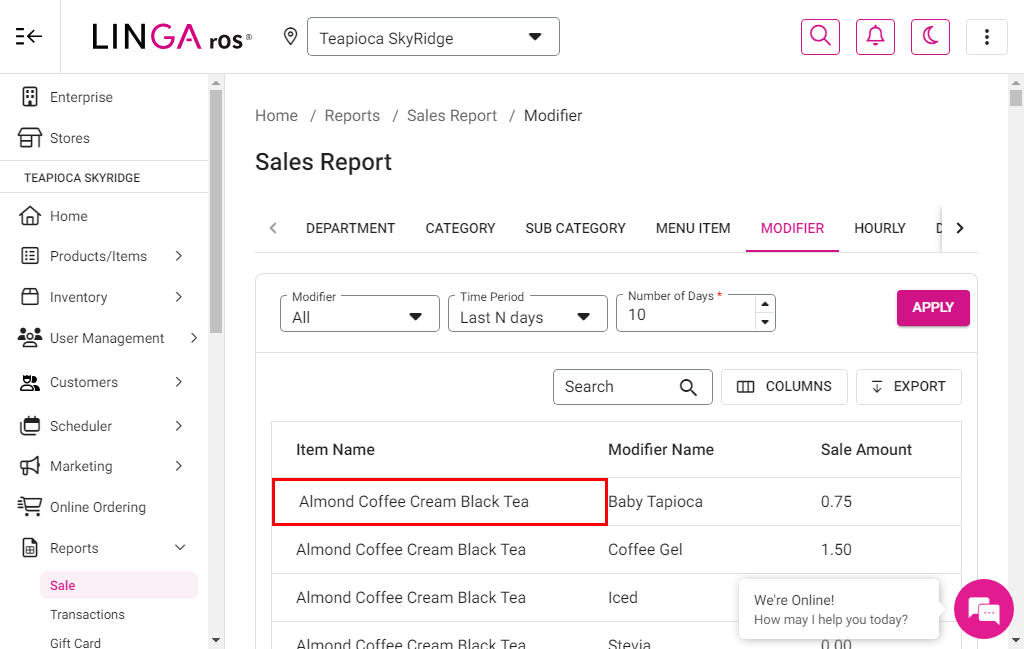 LINGA ros®
Teapioca SkyRidge
Enterprise
Stores
TEAPIOCA SKYRIDGE
Home
Products/Items
Inventory
User Management
Customers
Scheduler
Marketing
Online Ordering
Reports
Sale
Transactions
Gift Card
Home / Reports / Sales Report / Modifier
Sales Report
DEPARTMENT CATEGORY SUB CATEGORY MENU ITEM MODIFIER HOURLY
Modifier Time Period Number of Days *
All Last N days 10
APPLY
Search COLUMNS EXPORT
Item Name Modifier Name Sale Amount
Almond Coffee Cream Black Tea Baby Tapioca 0.75
Almond Coffee Cream Black Tea Coffee Gel 1.50
Almond Coffee Cream Black Tea Iced
Almond Coffee Cream Black Tea Stevia 0.00
We're Online!
How may I help you today?